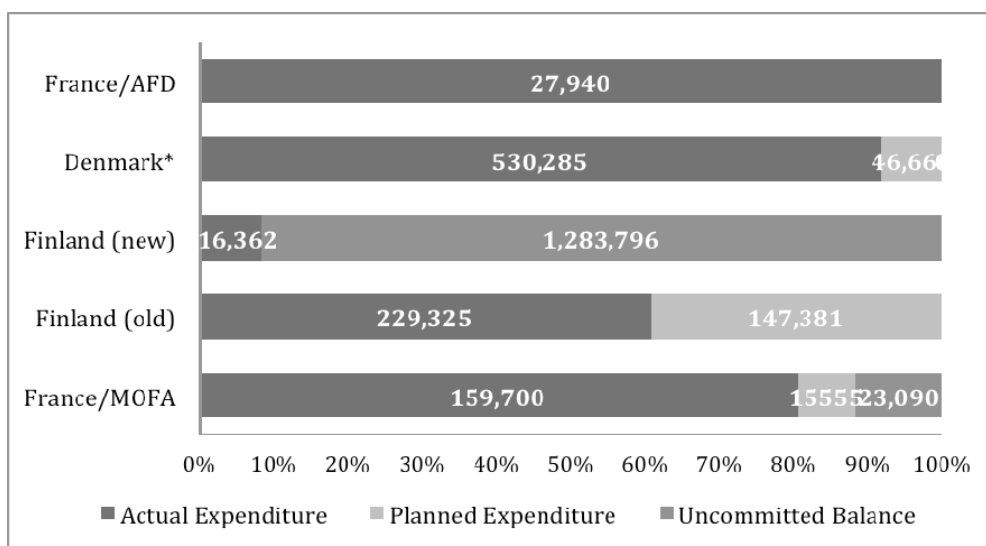 France/AFD 27,940
Denmark* 530,285
Finland (new) 16,362 1,283,796
Finland (old) 229,325 147,381
France/MOFA 159,700 15555 23,090
0% 10% 20% 30% 40% 50% 60% 70% 80% 90% 100%
Actual Expenditure Planned Expenditure Uncommitted Balance